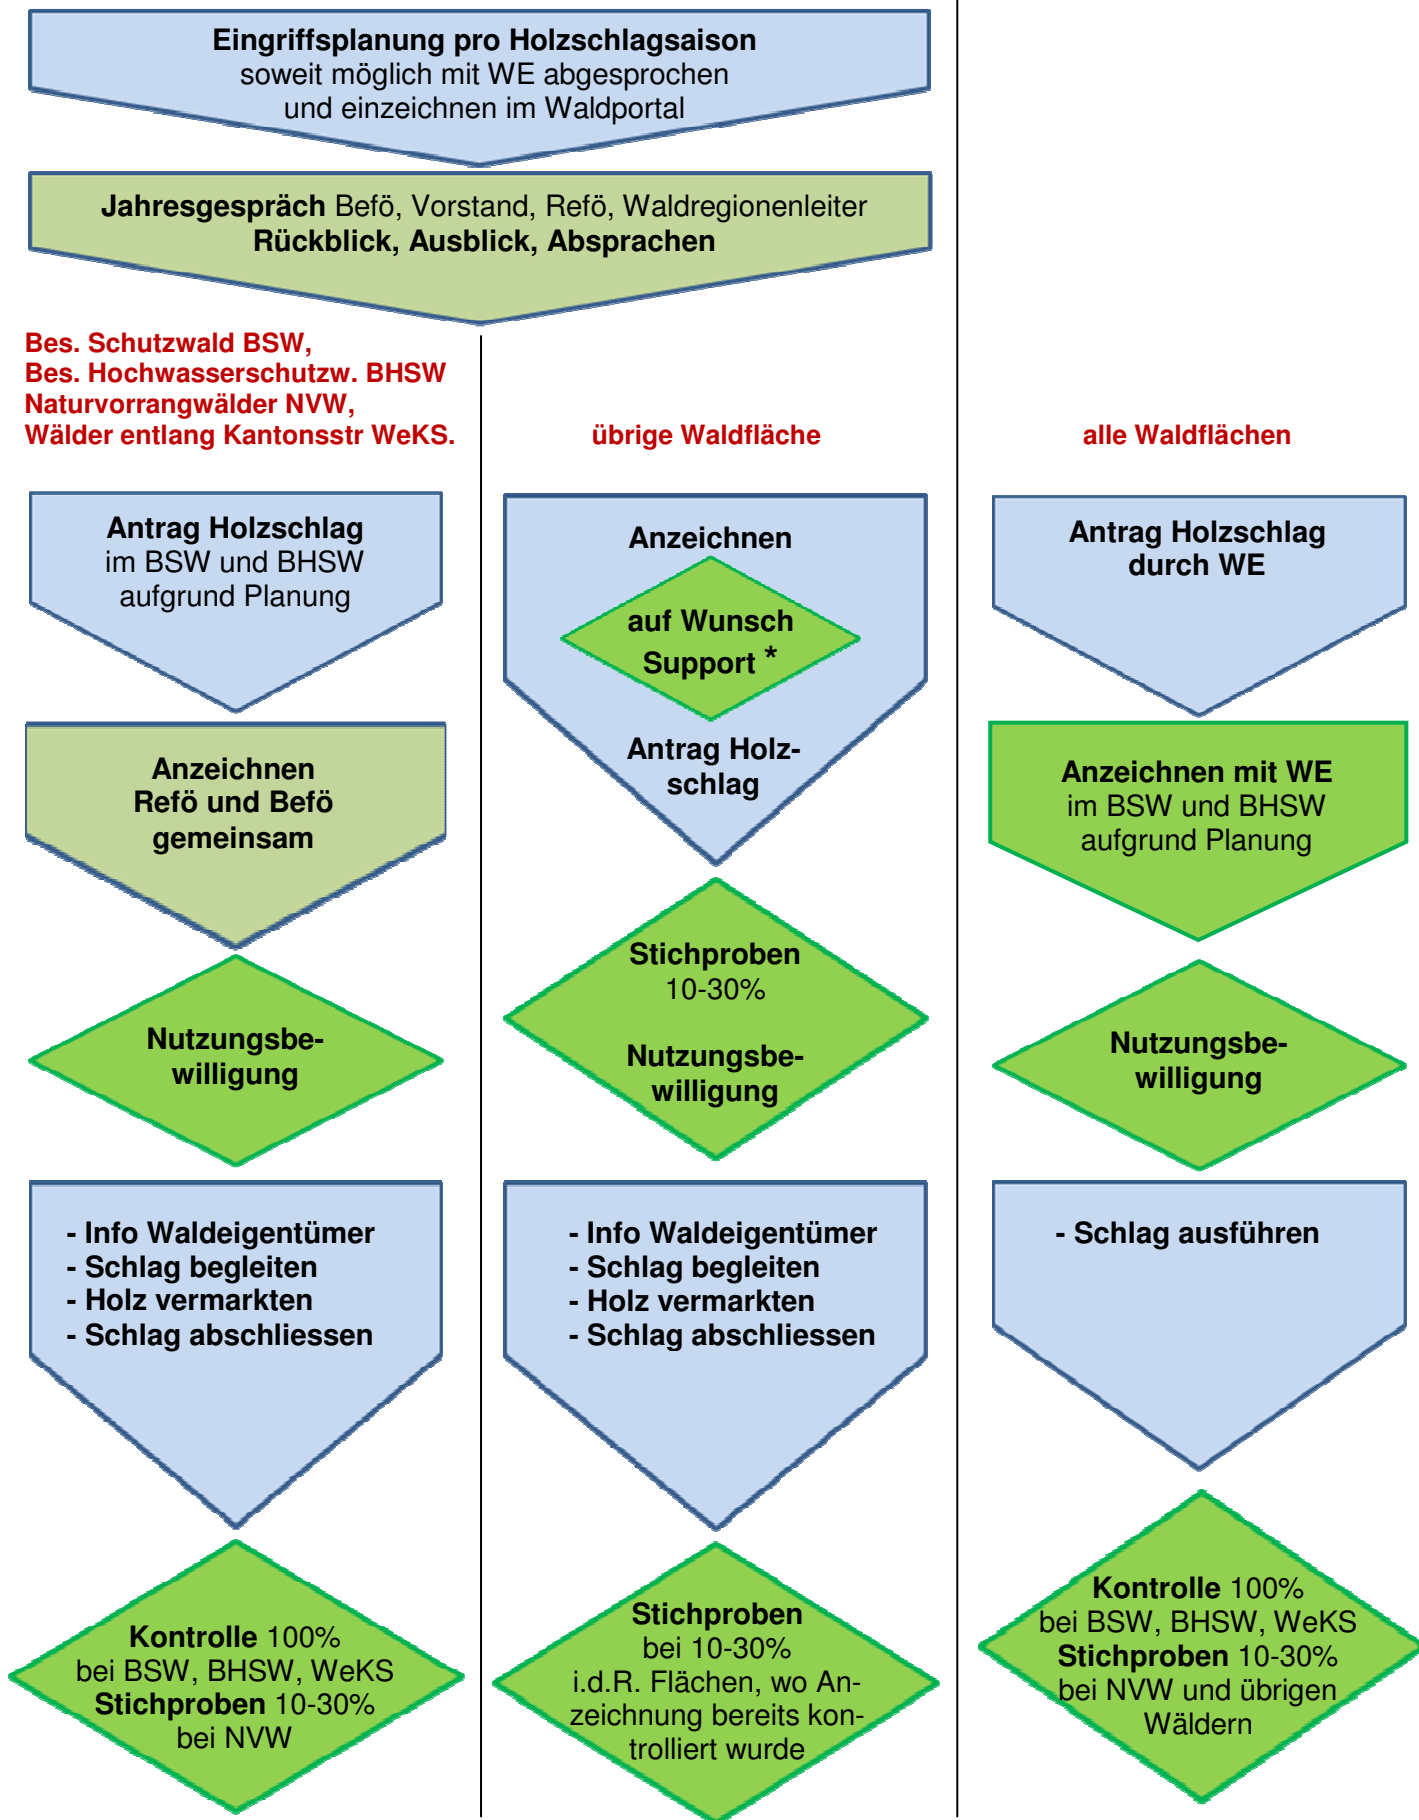 Eingriffsplanung pro Holzschlagsaison
soweit möglich mit WE abgesprochen
und einzeichnen im Waldportal
Jahresgespräch Befö, Vorstand, Refö, Waldregionenleiter
Rückblick, Ausblick, Absprachen
Bes. Schutzwald BSW,
Bes. Hochwasserschutzw. BHSW
Naturvorrangwälder NVW,
Wälder entlang Kantonsstr WeKS.
Antrag Holzschlag
im BSW und BHSW
aufgrund Planung
Anzeichnen
Refö und Befö
gemeinsam
Nutzungsbe-
willigung
- Info Waldeigentümer
- Schlag begleiten
- Holz vermarkten
- Schlag abschliessen
Kontrolle 100%
bei BSW, BHSW, WeKS
Stichproben 10-30%
bei NVW
übrige Waldfläche
Anzeichnen
auf Wunsch
Support *
Antrag Holz-
schlag
Stichproben
10-30%
Nutzungsbe-
willigung
- Info Waldeigentümer
- Schlag begleiten
- Holz vermarkten
- Schlag abschliessen
Stichproben
bei 10-30%
i.d.R. Flächen, wo An-
zeichnung bereits kon-
trolliert wurde
alle Waldflächen
Antrag Holzschlag
durch WE
Anzeichnen mit WE
im BSW und BHSW
aufgrund Planung
Nutzungsbe-
willigung
- Schlag ausführen
Kontrolle 100%
bei BSW, BHSW, WeKS
Stichproben 10-30%
bei NVW und übrigen
Wäldern